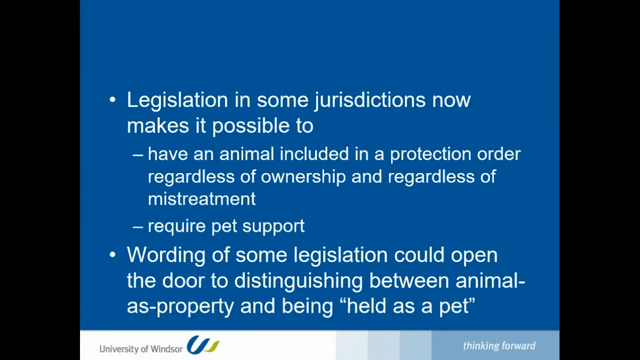 • Legislation in some jurisdictions now
makes it possible to
– have an animal included in a protection order
regardless of ownership and regardless of
mistreatment
– require pet support
• Wording of some legislation could open
the door to distinguishing between animal-
as-property and being “held as a pet”
University of Windsor
thinking forward